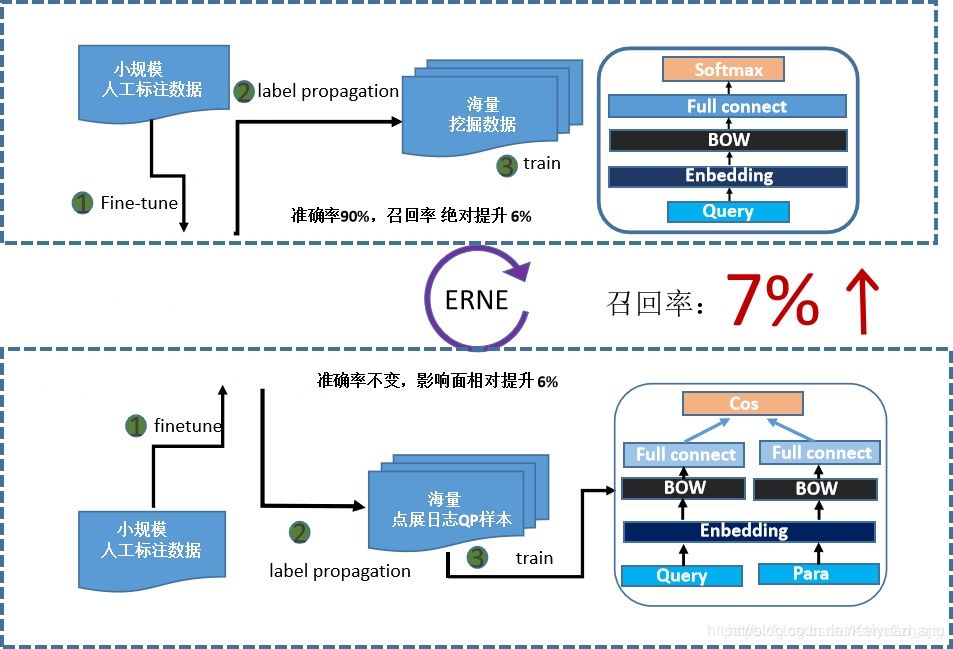 小规模
人工标注数据
2 label propagation
海量
挖掘数据
3 train
1 Fine-tune
准确率90%，召回率 绝对提升 6%
Softmax
Full connect
BOW
Enbedding
Query
ERNE
召回率：7%
准确率不变，影响面相对提升 6%
1 finetune
小规模
人工标注数据
2
label propagation
海量
点展日志QP样本
3 train
Cos
Full connect Full connect
BOW BOW
Enbedding
Query Para